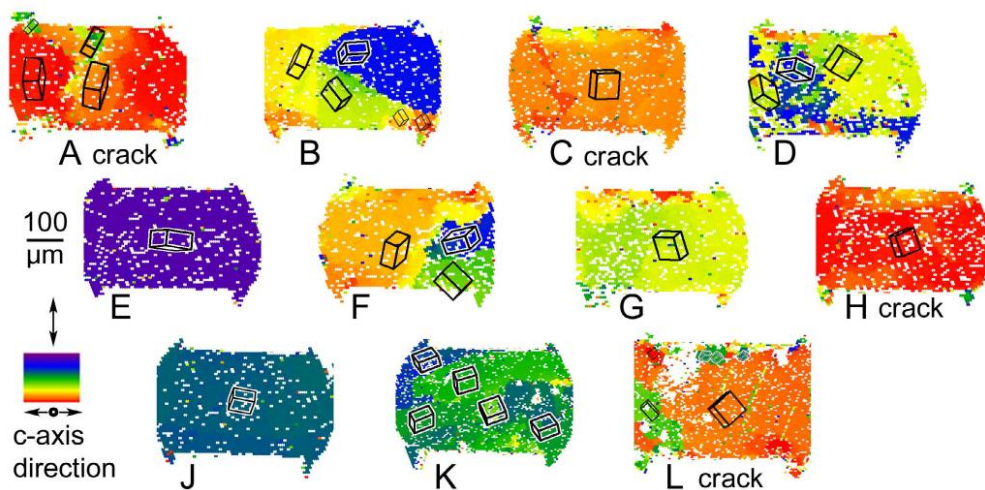 A crack
B
C crack
D
100
µm
E
F
G
H crack
c-axis
direction
J
K
L crack